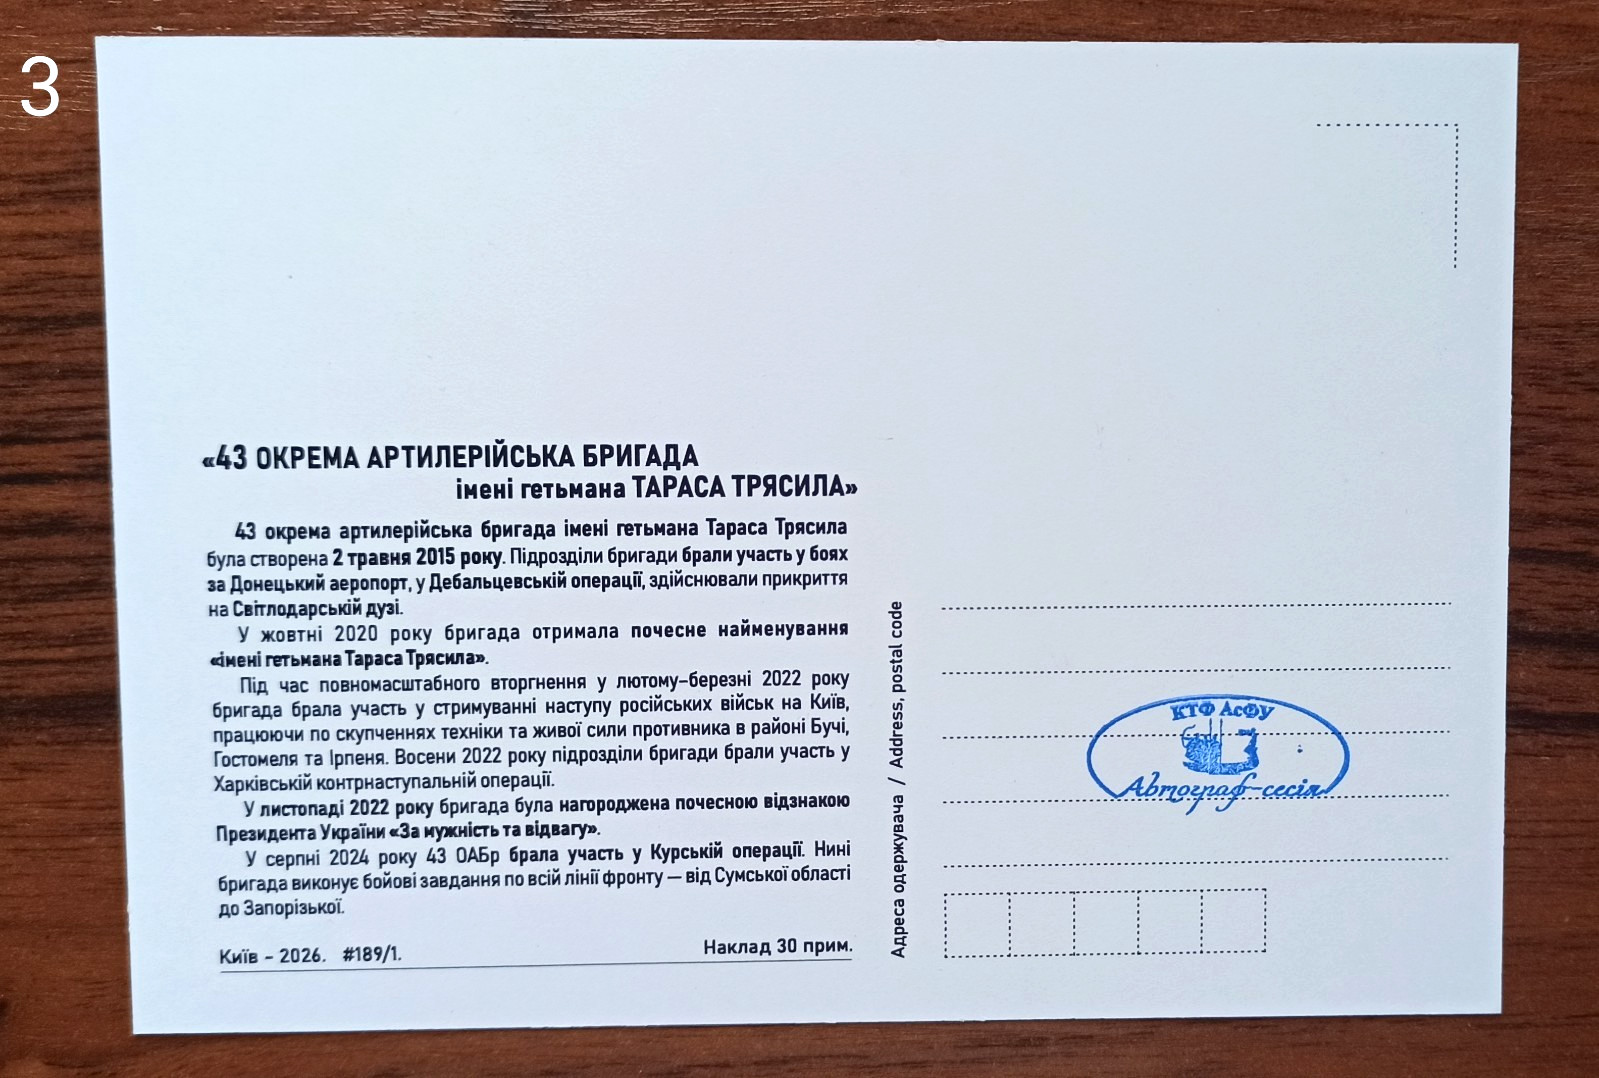 3
«43 ОКРЕМА АРТИЛЕРІЙСЬКА БРИГАДА
імені гетьмана ТАРАСА ТРЯСИЛА»
43 окрема артилерійська бригада імені гетьмана Тараса Трясила
була створена 2 травня 2015 року. Підрозділи бригади брали участь у боях
за Донецький аеропорт, у Дебальцевській операції, здійснювали прикриття
на Світлодарській дузі.
У жовтні 2020 року бригада отримала почесне найменування
«імені гетьмана Тараса Трясила».
Під час повномасштабного вторгнення у лютому–березні 2022 року
бригада брала участь у стримуванні наступу російських військ на Київ,
працюючи по скупченнях техніки та живої сили противника в районі Бучі,
Гостомеля та Ірпеня. Восени 2022 року підрозділи бригади брали участь у
Харківській контрнаступальній операції.
У листопаді 2022 року бригада була нагороджена почесною відзнакою
Президента України «За мужність та відвагу».
У серпні 2024 року 43 ОАБр брала участь у Курській операції. Нині
бригада виконує бойові завдання по всій лінії фронту — від Сумської області
до Запорізької.
Київ – 2026. #189/1. Наклад 30 прим.
Адреса одержувача / Address, postal code
КТФ АсФУ
Автограф-сесія